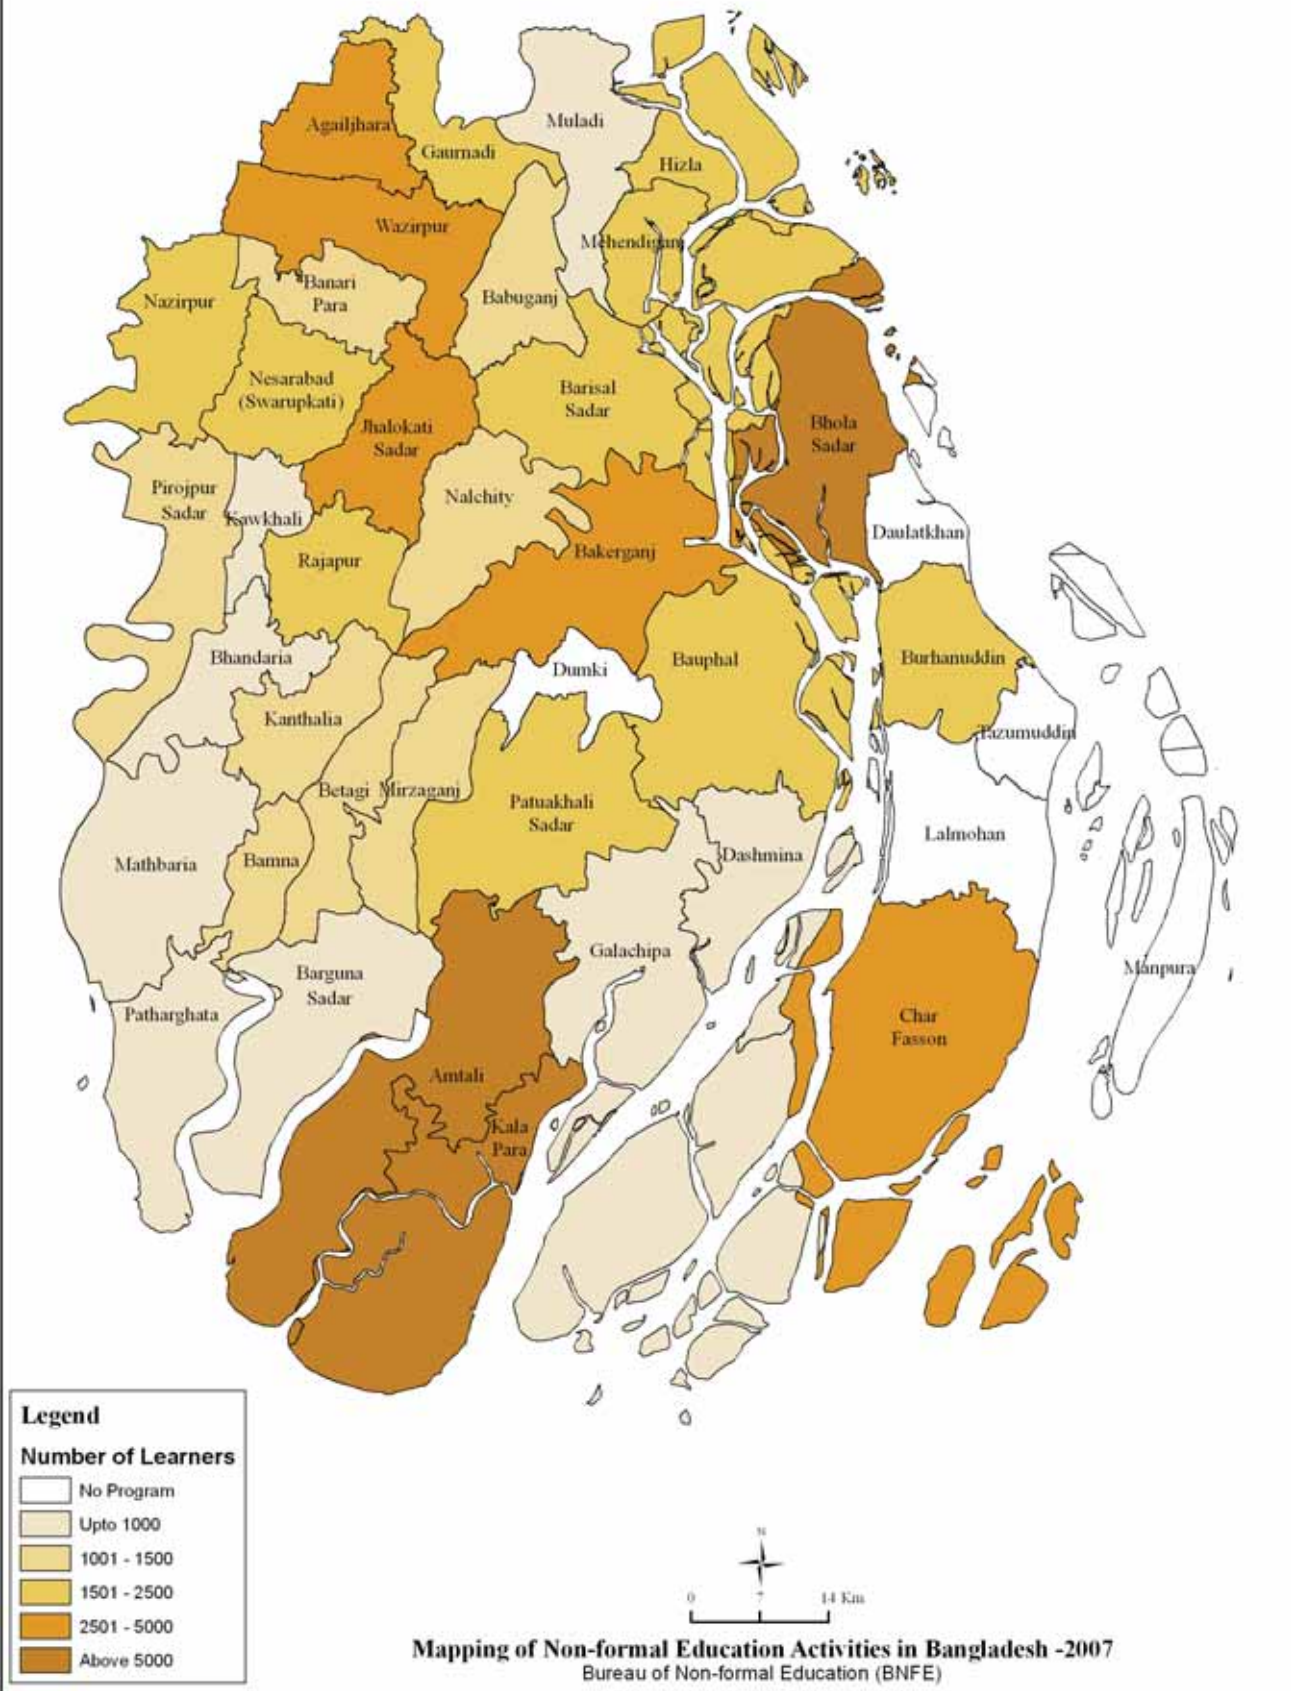 Agailjhara
Gaurnadi
Muladi
Hizla
Wazirpur
Mehendiganj
Nazirpur
Banari
Para
Babuganj
Nesarabad
(Swarupkati)
Barisal
Sadar
Jhalokati
Sadar
Bhola
Sadar
Pirojpur
Sadar
Kawkhali
Nalchity
Daulatkhan
Rajapur
Bakerganj
Bhandaria
Dumki
Bauphal
Burhanuddin
Kanthalia
Tazumuddin
Betagi
Mirzaganj
Patuakhali
Sadar
Lalmohan
Mathbaria
Bamna
Dashmina
Galachipa
Barguna
Sadar
Manpura
Patharghata
Char
Fasson
Amtali
Kala
Para
Legend
Number of Learners
No Program
Upto 1000
1001 - 1500
1501 - 2500
2501 - 5000
Above 5000
N
0 7 14 Km
Mapping of Non-formal Education Activities in Bangladesh -2007
Bureau of Non-formal Education (BNFE)